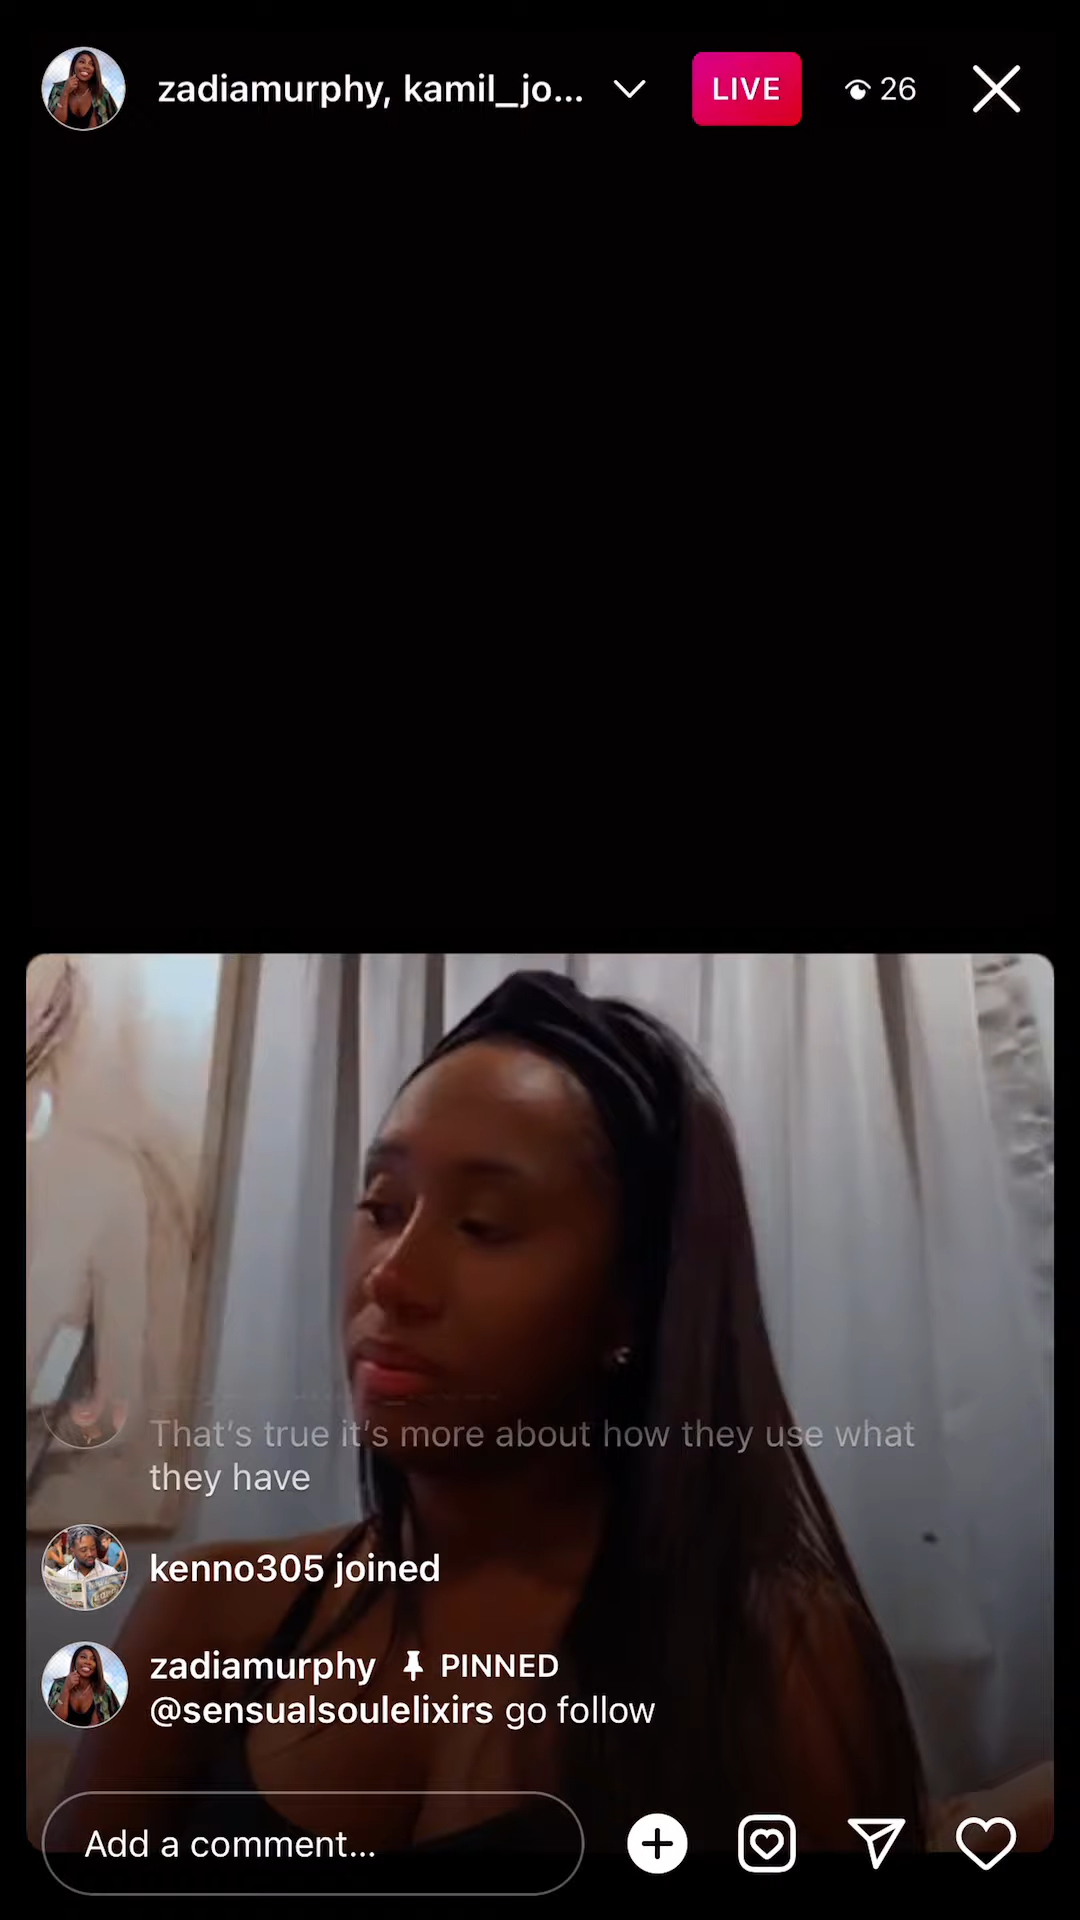 zadiamurphy, kamil_jo...
LIVE
26
That's true it's more about how they use what
they have
kenno305 joined
zadiamurphy PINNED
@sensualsoulelixirs go follow
Add a comment...